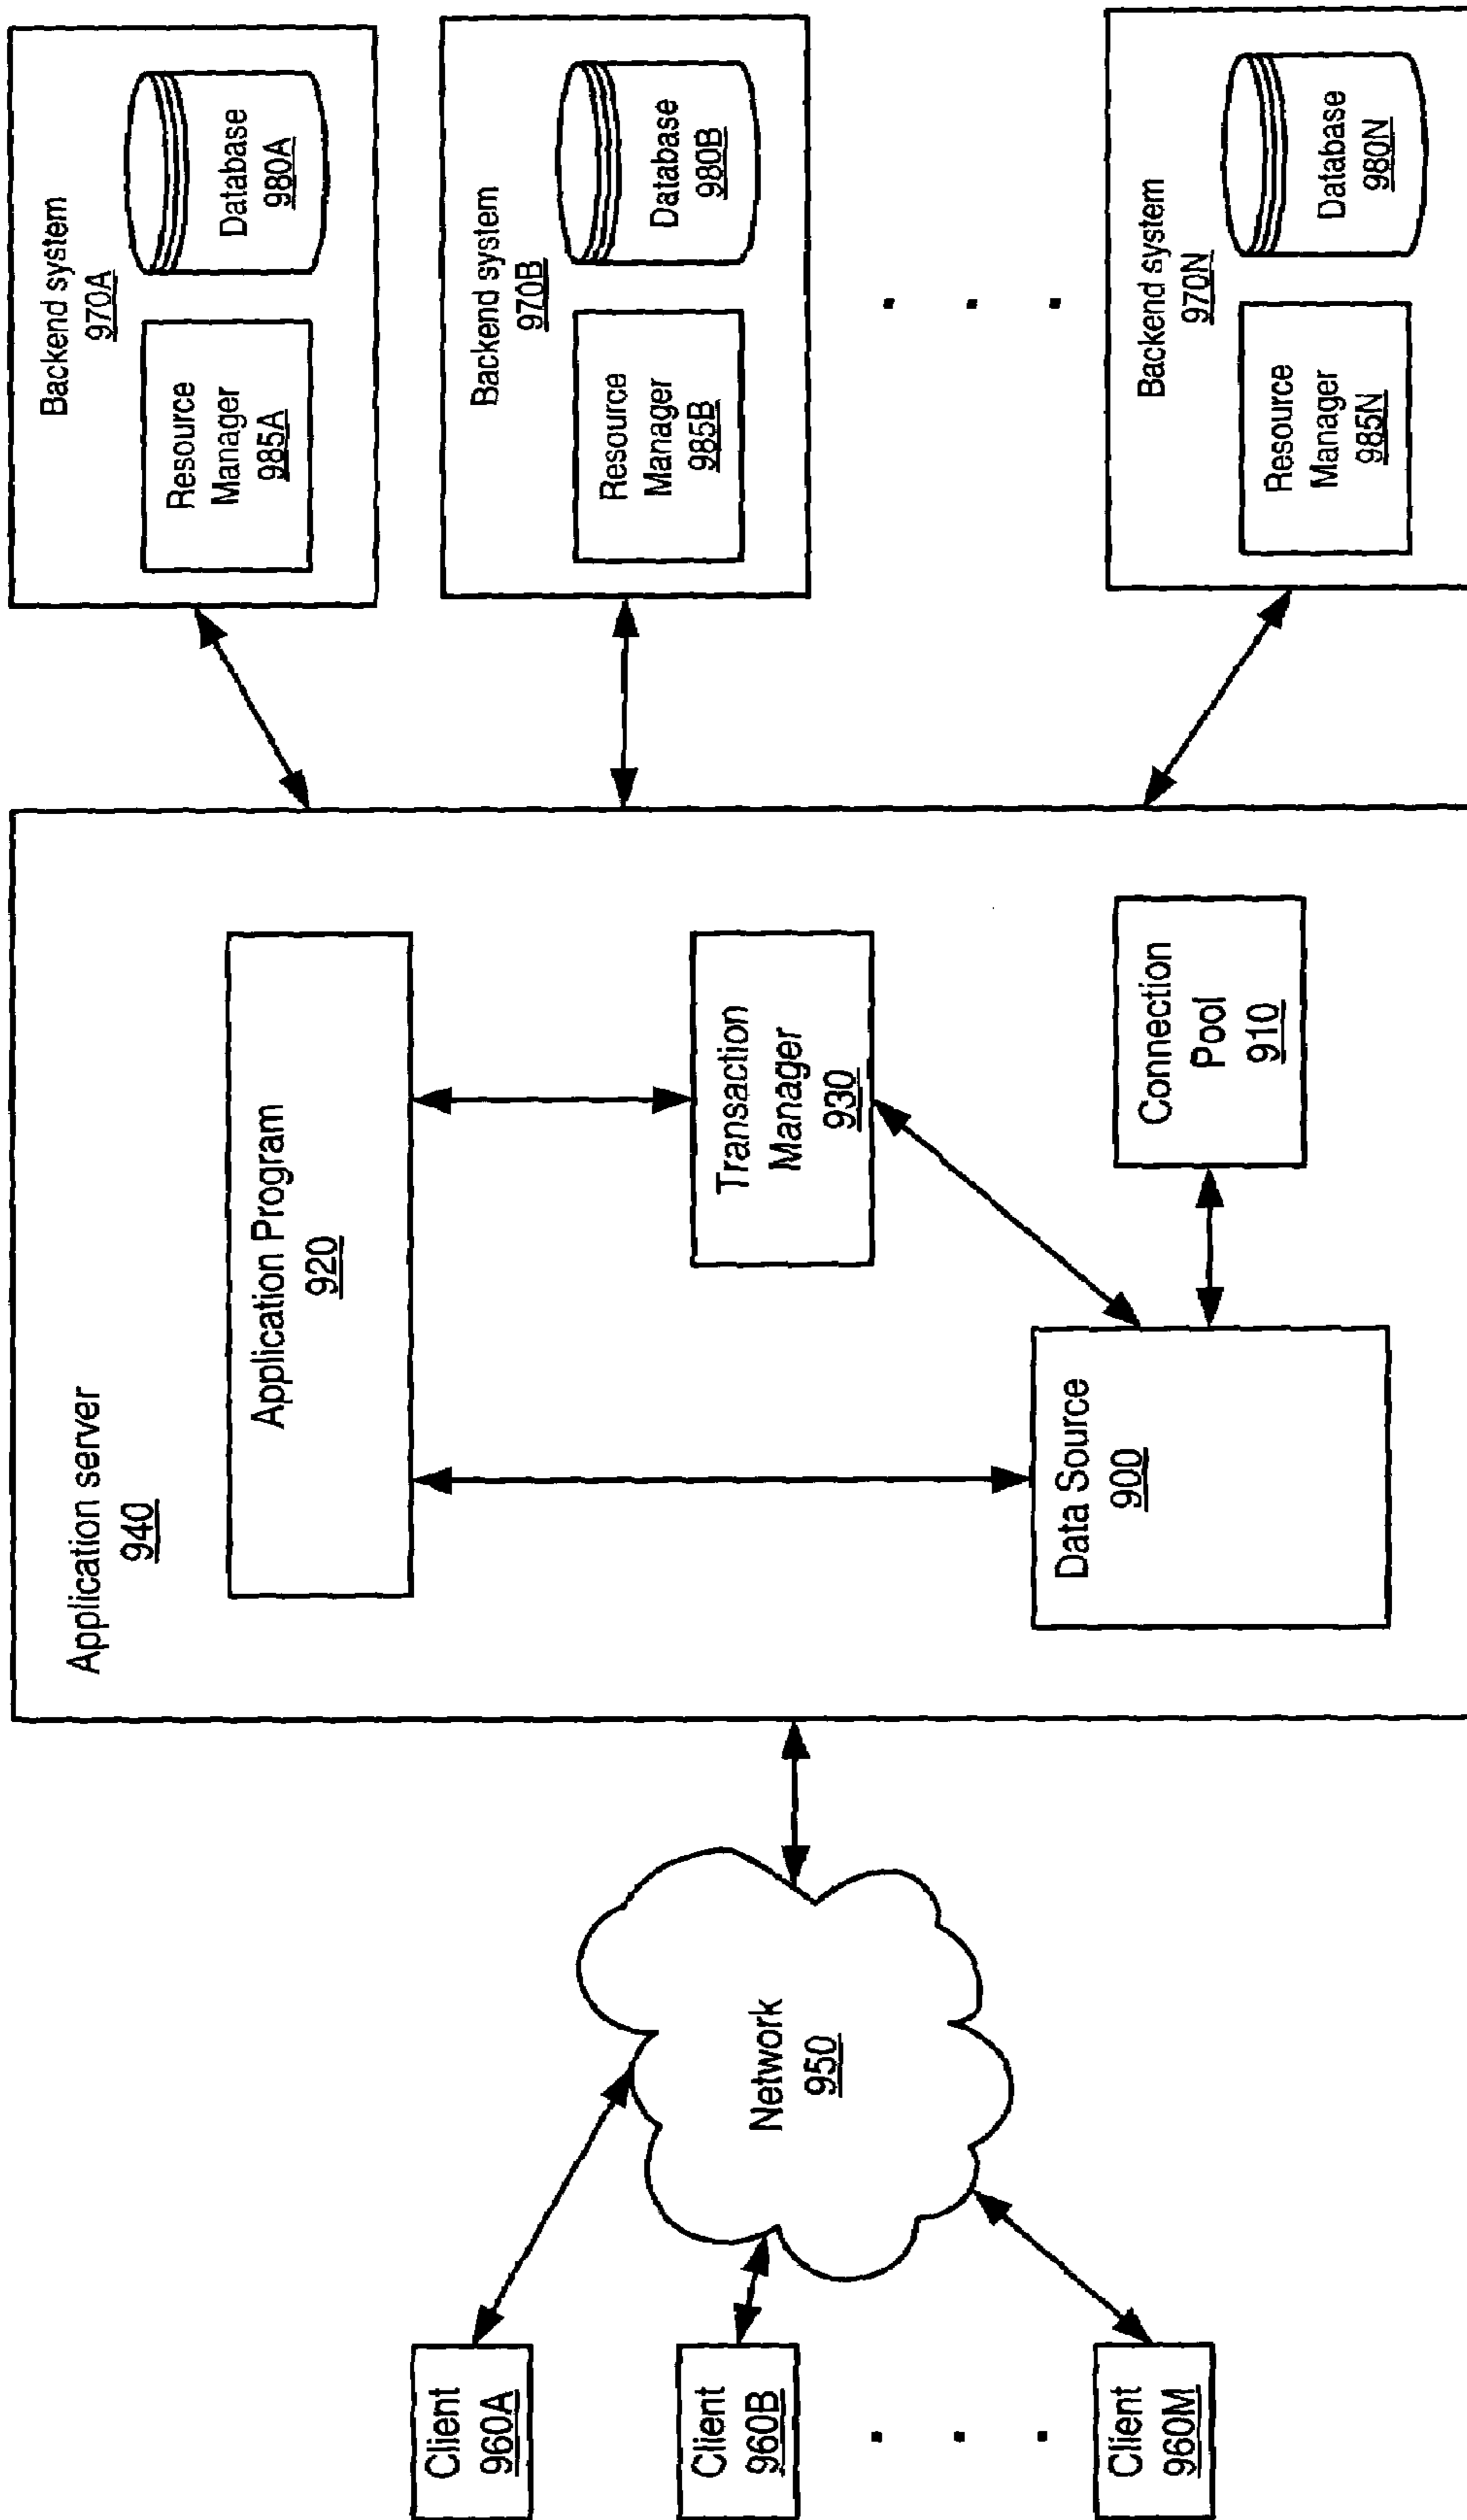 Client
960A
Client
960B
. . .
Client
960M
Network
950
Application server
940
Application Program
920
Transaction
Manager
930
Data Source
900
Connection
Pool
910
Backend system
970A
Resource
Manager
985A
Database
980A
Backend system
970B
Resource
Manager
985B
Database
980B
. . .
Backend system
970N
Resource
Manager
985N
Database
980N